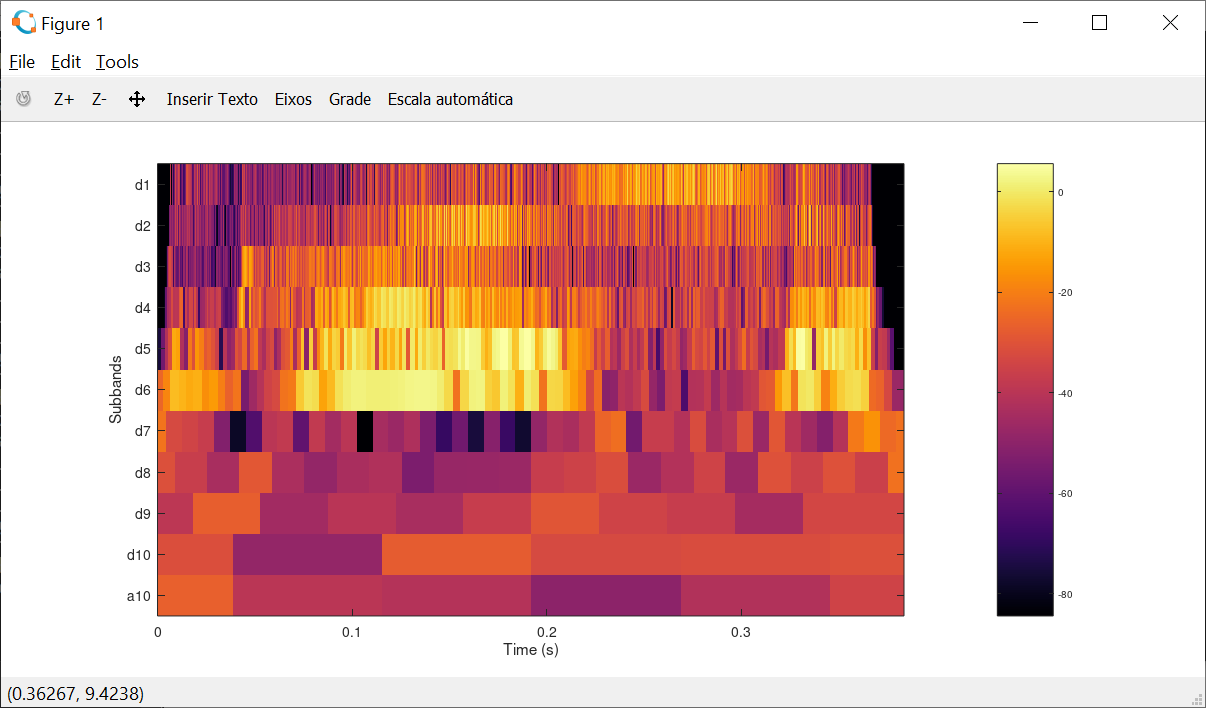 Figure 1
File Edit Tools
Z+ Z- Inserir Texto Eixos Grade Escala automática
d1
d2
d3
d4
d5
d6
d7
d8
d9
d10
a10
Subbands
0 0.1 0.2 0.3
Time (s)
0
-20
-40
-60
-80
(0.36267, 9.4238)